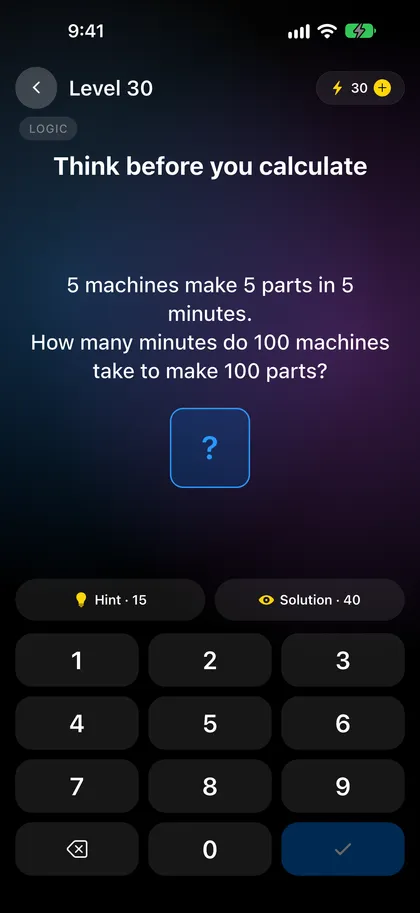 9:41
Level 30
30
LOGIC
Think before you calculate
5 machines make 5 parts in 5
minutes.
How many minutes do 100 machines
take to make 100 parts?
?
Hint · 15
Solution · 40
1
2
3
4
5
6
7
8
9
0